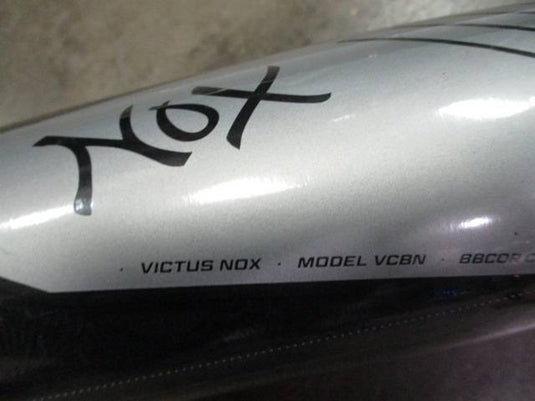 Nox
VICTUS NOX · MODEL VCBN · BBCOR